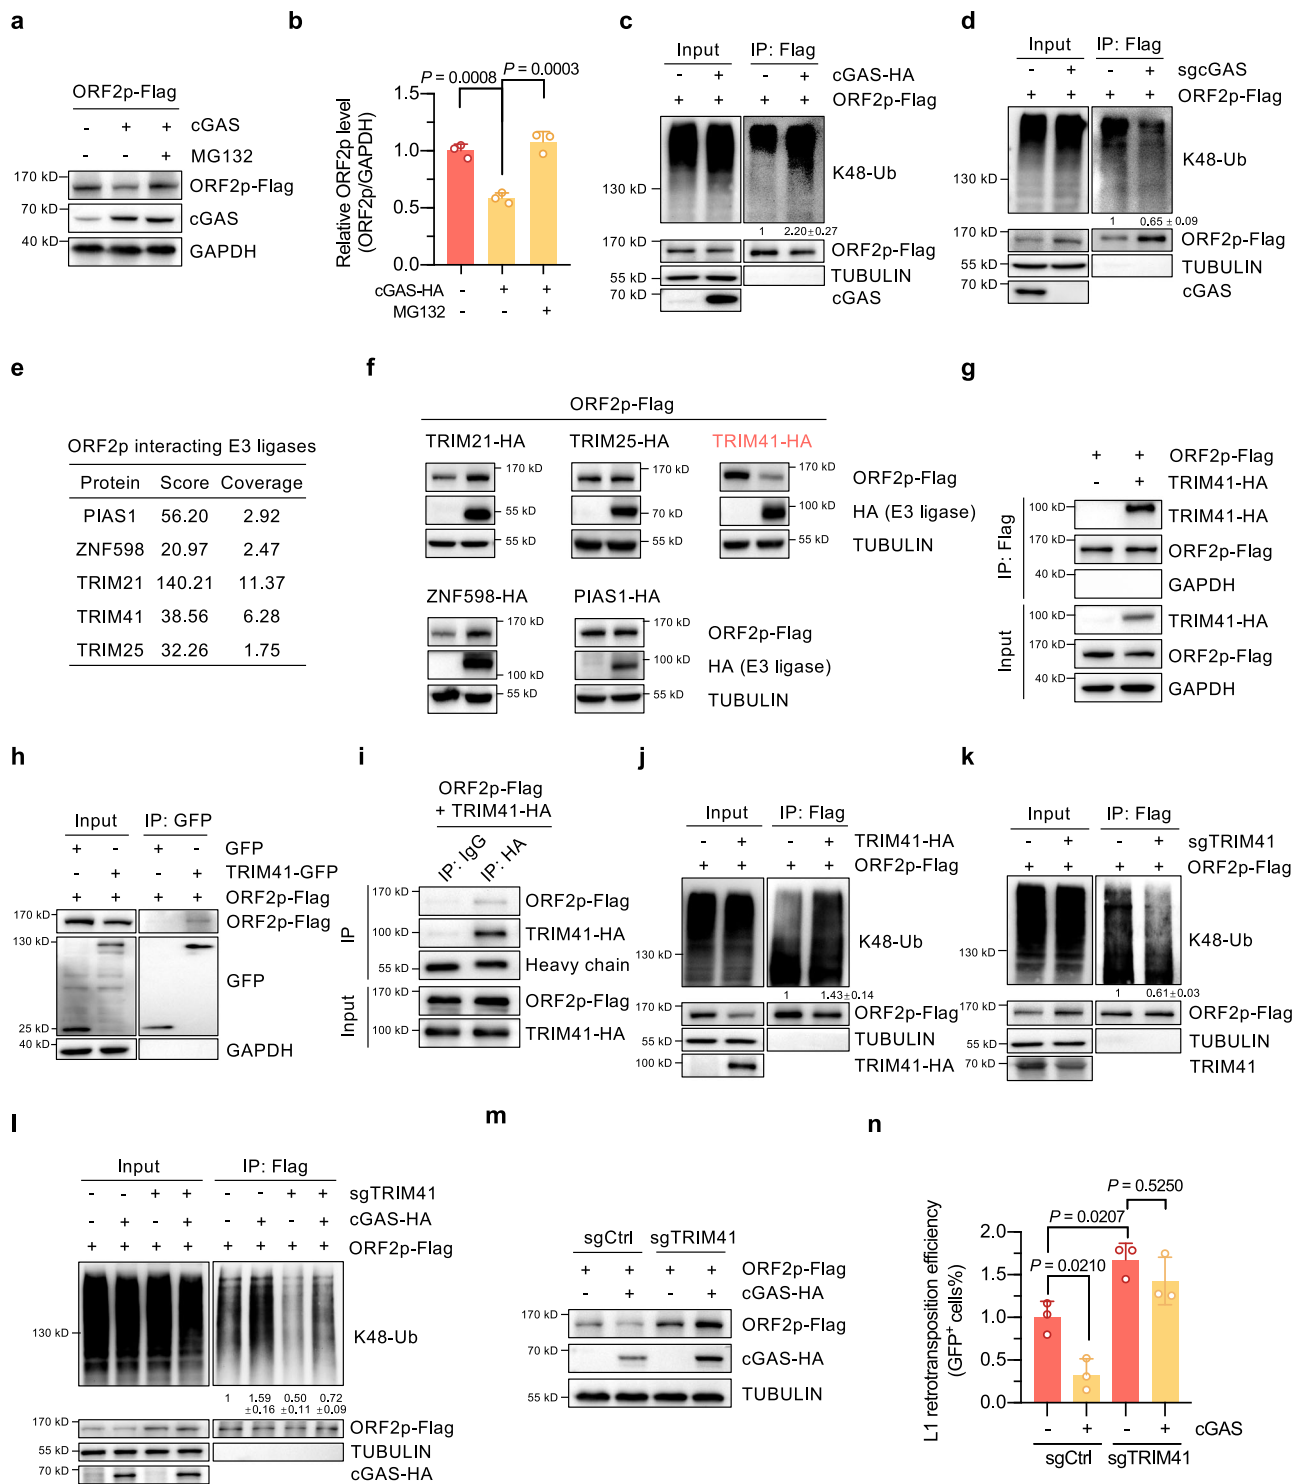 a
ORF2p-Flag
- + + cGAS
- - + MG132
170 kD ORF2p-Flag
70 kD cGAS
40 kD GAPDH
b
P = 0.0008 P = 0.0003
Relative ORF2p level
(ORF2p/GAPDH)
1.5
1.0
0.5
0.0
cGAS-HA - + +
MG132 - - +
c
Input IP: Flag
- + - + cGAS-HA
+ + + + ORF2p-Flag
130 kD K48-Ub
1 2.20±0.27
170 kD ORF2p-Flag
55 kD TUBULIN
70 kD cGAS
d
Input IP: Flag
- + - + sgcGAS
+ + + + ORF2p-Flag
130 kD K48-Ub
1 0.65 ±0.09
170 kD ORF2p-Flag
55 kD TUBULIN
70 kD cGAS
e
ORF2p interacting E3 ligases
Protein Score Coverage
PIAS1 56.20 2.92
ZNF598 20.97 2.47
TRIM21 140.21 11.37
TRIM41 38.56 6.28
TRIM25 32.26 1.75
f
ORF2p-Flag
TRIM21-HA TRIM25-HA TRIM41-HA
170 kD 170 kD 170 kD ORF2p-Flag
55 kD 70 kD 100 kD HA (E3 ligase)
55 kD 55 kD 55 kD TUBULIN
ZNF598-HA PIAS1-HA
170 kD 170 kD ORF2p-Flag
100 kD 100 kD HA (E3 ligase)
55 kD 55 kD TUBULIN
g
+ + ORF2p-Flag
- + TRIM41-HA
IP: Flag
100 kD TRIM41-HA
170 kD ORF2p-Flag
40 kD GAPDH
Input
100 kD TRIM41-HA
170 kD ORF2p-Flag
40 kD GAPDH
h
Input IP: GFP
+ - + - GFP
- + - + TRIM41-GFP
+ + + + ORF2p-Flag
170 kD ORF2p-Flag
130 kD
GFP
25 kD
40 kD GAPDH
i
ORF2p-Flag
+ TRIM41-HA
IP: IgG IP: HA
IP
170 kD ORF2p-Flag
100 kD TRIM41-HA
55 kD Heavy chain
Input
170 kD ORF2p-Flag
100 kD TRIM41-HA
j
Input IP: Flag
- + - + TRIM41-HA
+ + + + ORF2p-Flag
130 kD K48-Ub
1 1.43±0.14
170 kD ORF2p-Flag
55 kD TUBULIN
100 kD TRIM41-HA
k
Input IP: Flag
- + - + sgTRIM41
+ + + + ORF2p-Flag
130 kD K48-Ub
1 0.61±0.03
170 kD ORF2p-Flag
55 kD TUBULIN
70 kD TRIM41
l
Input IP: Flag
- - + + - - + + sgTRIM41
- + - + - + - + cGAS-HA
+ + + + + + + + ORF2p-Flag
130 kD K48-Ub
1 1.59 0.50 0.72
±0.16 ±0.11 ±0.09
170 kD ORF2p-Flag
55 kD TUBULIN
70 kD cGAS-HA
m
sgCtrl sgTRIM41
+ + + + ORF2p-Flag
- + - + cGAS-HA
170 kD ORF2p-Flag
70 kD cGAS-HA
55 kD TUBULIN
n
P = 0.5250
P = 0.0207
P = 0.0210
L1 retrotransposition efficiency
(GFP⁺ cells%)
2.0
1.5
1.0
0.5
0.0
- + - + cGAS
sgCtrl sgTRIM41